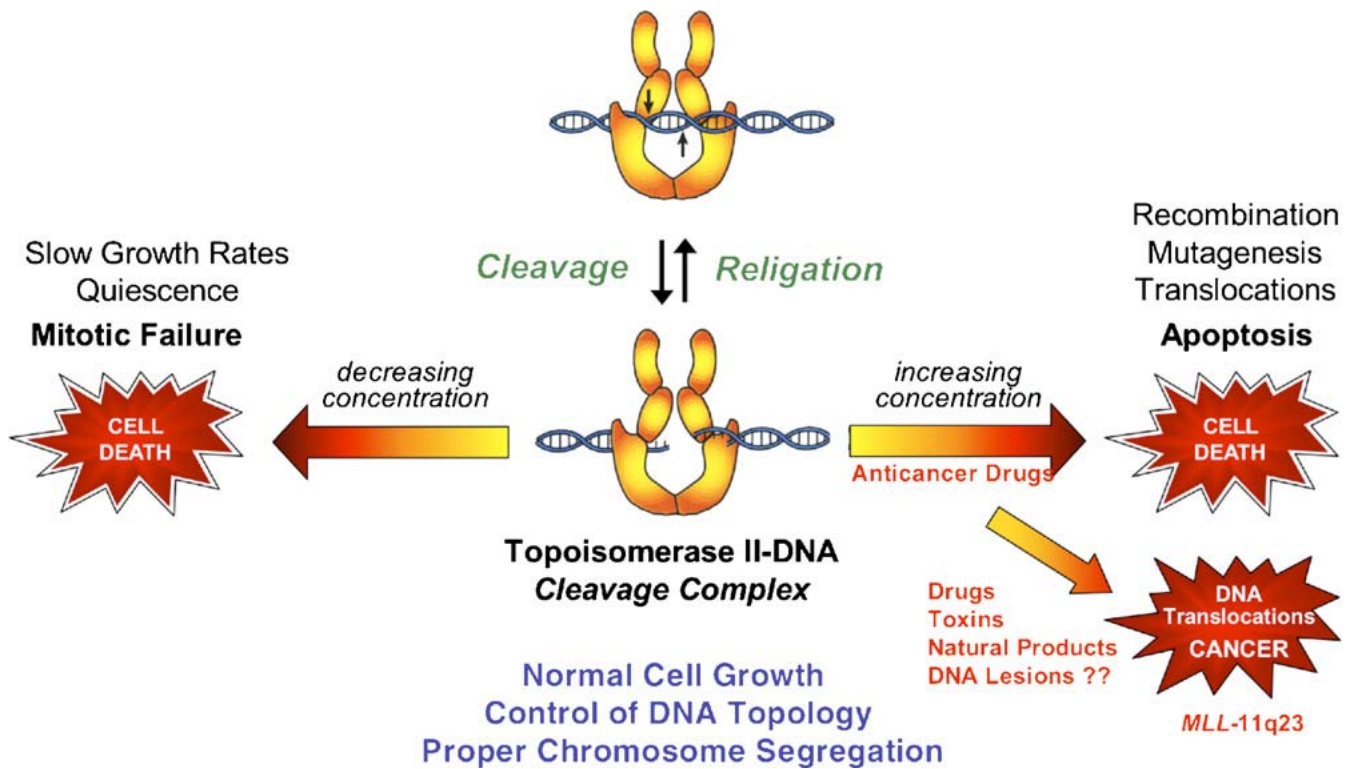 Cleavage
Religation
Slow Growth Rates
Quiescence
Mitotic Failure
CELL
DEATH
decreasing
concentration
Topoisomerase II-DNA
Cleavage Complex
Normal Cell Growth
Control of DNA Topology
Proper Chromosome Segregation
increasing
concentration
Anticancer Drugs
Recombination
Mutagenesis
Translocations
Apoptosis
CELL
DEATH
Drugs
Toxins
Natural Products
DNA Lesions ??
DNA
Translocations
CANCER
MLL-11q23